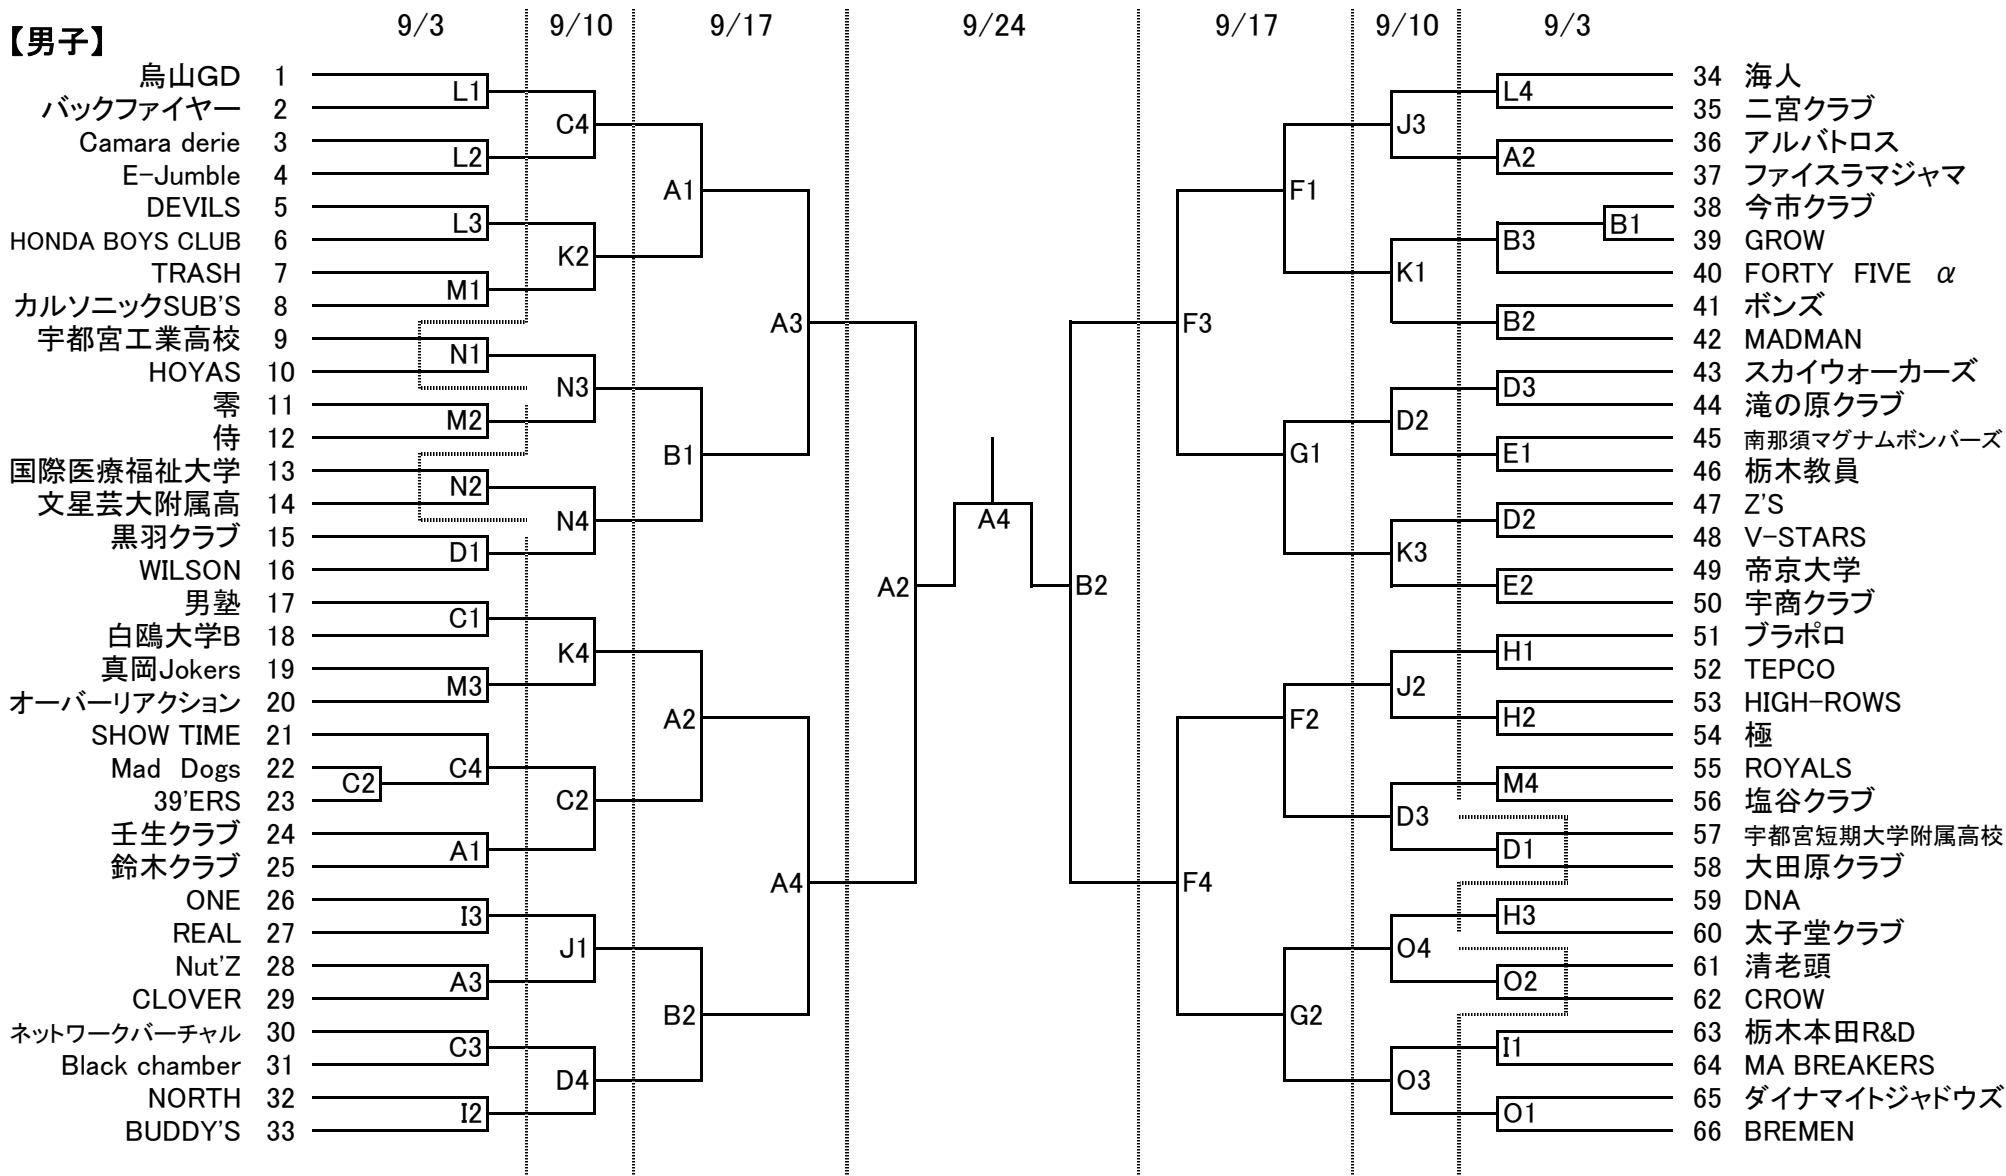 【男子】
9/3 9/10 9/17 9/24 9/17 9/10 9/3
烏山GD 1
バックファイヤー 2
Camara derie 3
E-Jumble 4
DEVILS 5
HONDA BOYS CLUB 6
TRASH 7
カルソニックSUB'S 8
宇都宮工業高校 9
HOYAS 10
零 11
侍 12
国際医療福祉大学 13
文星芸大附属高 14
黒羽クラブ 15
WILSON 16
男塾 17
白鴎大学B 18
真岡Jokers 19
オーバーリアクション 20
SHOW TIME 21
Mad Dogs 22
39'ERS 23
壬生クラブ 24
鈴木クラブ 25
ONE 26
REAL 27
Nut'Z 28
CLOVER 29
ネットワークバーチャル 30
Black chamber 31
NORTH 32
BUDDY'S 33
C2
L1
L2
L3
M1
N1
M2
N2
D1
C1
M3
C4
A1
I3
A3
C3
I2
C4
K2
N3
N4
K4
C2
J1
D4
A1
B1
A2
B2
A3
A4
A2
A4
B2
F3
F4
F1
G1
F2
G2
J3
K1
D2
K3
J2
D3
O4
O3
L4
A2
B3
B2
D3
E1
D2
E2
H1
H2
M4
D1
H3
O2
I1
O1
B1
34 海人
35 二宮クラブ
36 アルバトロス
37 ファイスラマジャマ
38 今市クラブ
39 GROW
40 FORTY FIVE α
41 ボンズ
42 MADMAN
43 スカイウォーカーズ
44 滝の原クラブ
45 南那須マグナムボンバーズ
46 栃木教員
47 Z'S
48 V-STARS
49 帝京大学
50 宇商クラブ
51 ブラポロ
52 TEPCO
53 HIGH-ROWS
54 極
55 ROYALS
56 塩谷クラブ
57 宇都宮短期大学附属高校
58 大田原クラブ
59 DNA
60 太子堂クラブ
61 清老頭
62 CROW
63 栃木本田R&D
64 MA BREAKERS
65 ダイナマイトジャドウズ
66 BREMEN